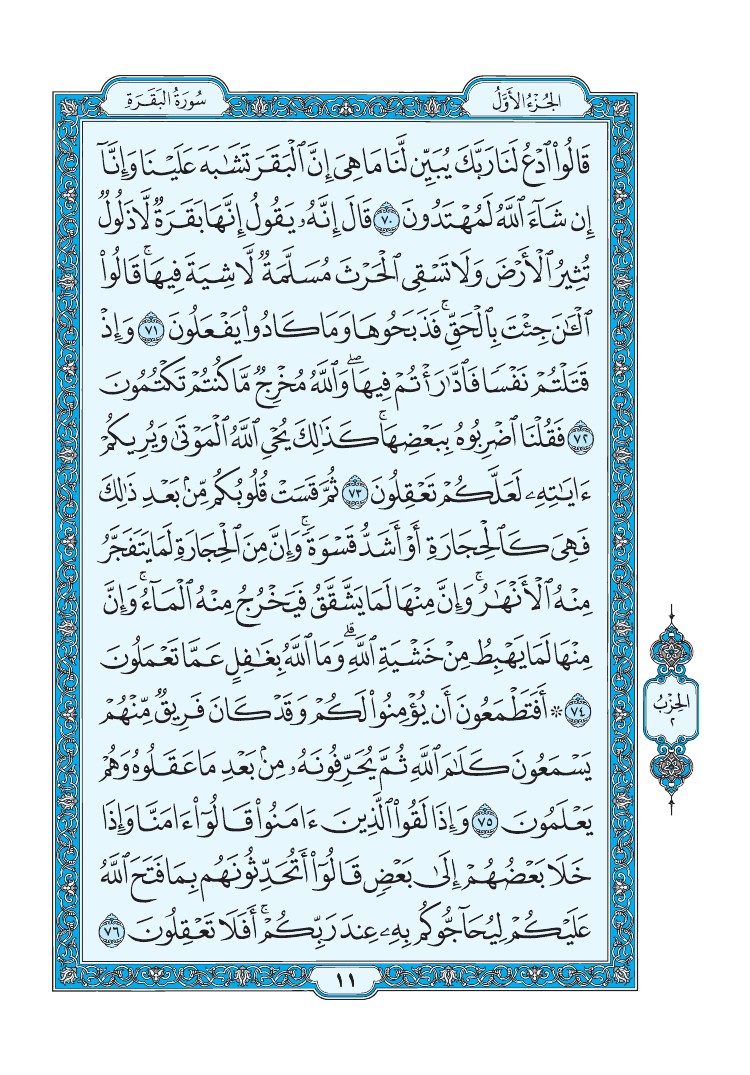 الجُزْءُ الأَوَّلُ
سُورَةُ البَقَرَةِ
قَالُوا۟ ٱدْعُ لَنَا رَبَّكَ يُبَيِّن لَّنَا مَا هِىَ إِنَّ ٱلْبَقَرَ تَشَـٰبَهَ عَلَيْنَا وَإِنَّآ
إِن شَآءَ ٱللَّهُ لَمُهْتَدُونَ ٧٠ قَالَ إِنَّهُۥ يَقُولُ إِنَّهَا بَقَرَةٌ لَّا ذَلُولٌ
تُثِيرُ ٱلْأَرْضَ وَلَا تَسْقِى ٱلْحَرْثَ مُسَلَّمَةٌ لَّا شِيَةَ فِيهَا ۚ قَالُوا۟
ٱلْـَٔـٰنَ جِئْتَ بِٱلْحَقِّ ۚ فَذَبَحُوهَا وَمَا كَادُوا۟ يَفْعَلُونَ ٧١ وَإِذْ
قَتَلْتُمْ نَفْسًا فَٱدَّٰرَْٰٔتُمْ فِيهَا ۖ وَٱللَّهُ مُخْرِجٌ مَّا كُنتُمْ تَكْتُمُونَ
٧٢ فَقُلْنَا ٱضْرِبُوهُ بِبَعْضِهَا ۚ كَذَٰلِكَ يُحْىِ ٱللَّهُ ٱلْمَوْتَىٰ وَيُرِيكُمْ
ءَايَـٰتِهِۦ لَعَلَّكُمْ تَعْقِلُونَ ٧٣ ثُمَّ قَسَتْ قُلُوبُكُم مِّنۢ بَعْدِ ذَٰلِكَ
فَهِىَ كَٱلْحِجَارَةِ أَوْ أَشَدُّ قَسْوَةً ۚ وَإِنَّ مِنَ ٱلْحِجَارَةِ لَمَا يَتَفَجَّرُ
مِنْهُ ٱلْأَنْهَـٰرُ ۚ وَإِنَّ مِنْهَا لَمَا يَشَّقَّقُ فَيَخْرُجُ مِنْهُ ٱلْمَآءُ ۚ وَإِنَّ
مِنْهَا لَمَا يَهْبِطُ مِنْ خَشْيَةِ ٱللَّهِ ۗ وَمَا ٱللَّهُ بِغَـٰفِلٍ عَمَّا تَعْمَلُونَ
٧٤ ۞ أَفَتَطْمَعُونَ أَن يُؤْمِنُوا۟ لَكُمْ وَقَدْ كَانَ فَرِيقٌ مِّنْهُمْ
يَسْمَعُونَ كَلَـٰمَ ٱللَّهِ ثُمَّ يُحَرِّفُونَهُۥ مِنۢ بَعْدِ مَا عَقَلُوهُ وَهُمْ
يَعْلَمُونَ ٧٥ وَإِذَا لَقُوا۟ ٱلَّذِينَ ءَامَنُوا۟ قَالُوٓا۟ ءَامَنَّا وَإِذَا
خَلَا بَعْضُهُمْ إِلَىٰ بَعْضٍ قَالُوٓا۟ أَتُحَدِّثُونَهُم بِمَا فَتَحَ ٱللَّهُ
عَلَيْكُمْ لِيُحَآجُّوكُم بِهِۦ عِندَ رَبِّكُمْ ۚ أَفَلَا تَعْقِلُونَ ٧٦
الحِزْبُ
٢
١١